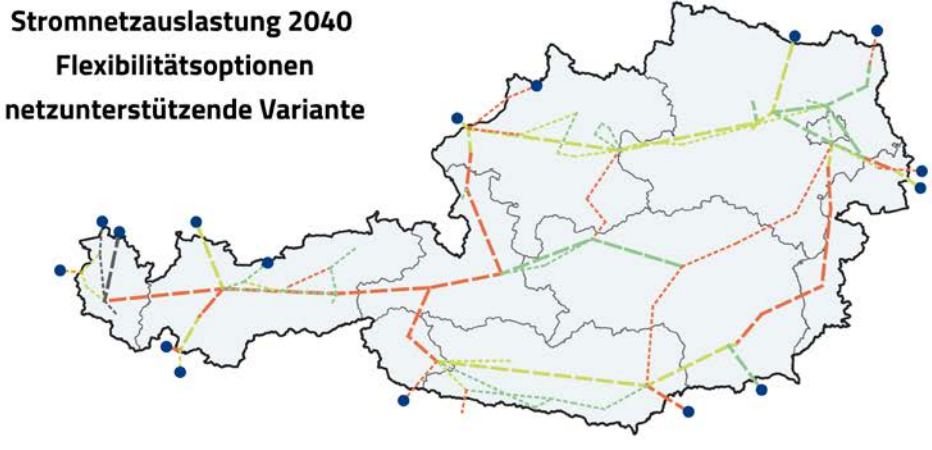 Stromnetzauslastung 2040
Flexibilitätsoptionen
netzunterstützende Variante